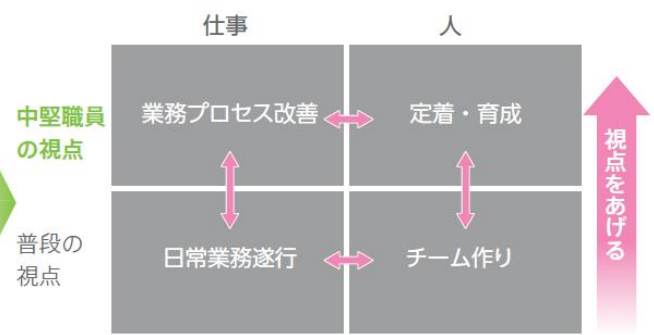 仕事
人
中堅職員
の視点
業務プロセス改善
定着・育成
普段の
視点
日常業務遂行
チーム作り
視点をあげる